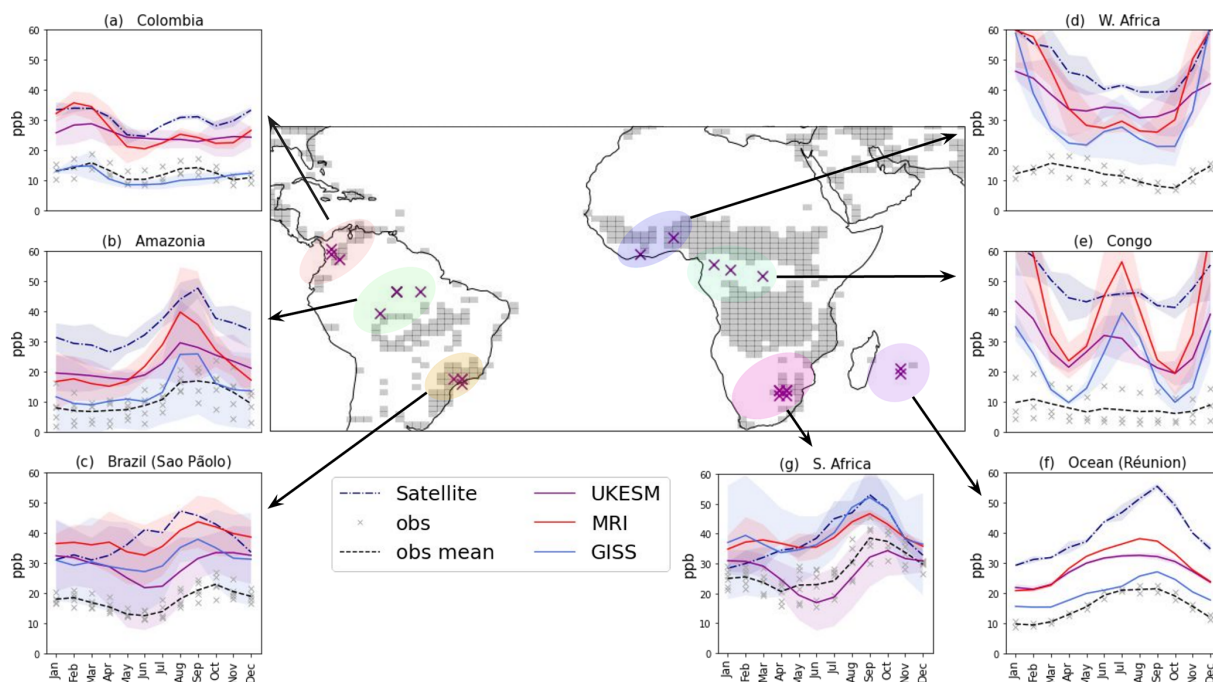 (a) Colombia
60
50
40
30
20
10
0
ppb
(b) Amazonia
60
50
40
30
20
10
0
ppb
(c) Brazil (Sao Pãolo)
60
50
40
30
20
10
0
ppb
Jan
Feb
Mar
Apr
May
Jun
Jul
Aug
Sep
Oct
Nov
Dec
Satellite
obs
obs mean
UKESM
MRI
GISS
(g) S. Africa
60
50
40
30
20
10
0
ppb
Jan
Feb
Mar
Apr
May
Jun
Jul
Aug
Sep
Oct
Nov
Dec
(d) W. Africa
60
50
40
30
20
10
0
ppb
(e) Congo
60
50
40
30
20
10
0
ppb
(f) Ocean (Réunion)
60
50
40
30
20
10
0
ppb
Jan
Feb
Mar
Apr
May
Jun
Jul
Aug
Sep
Oct
Nov
Dec